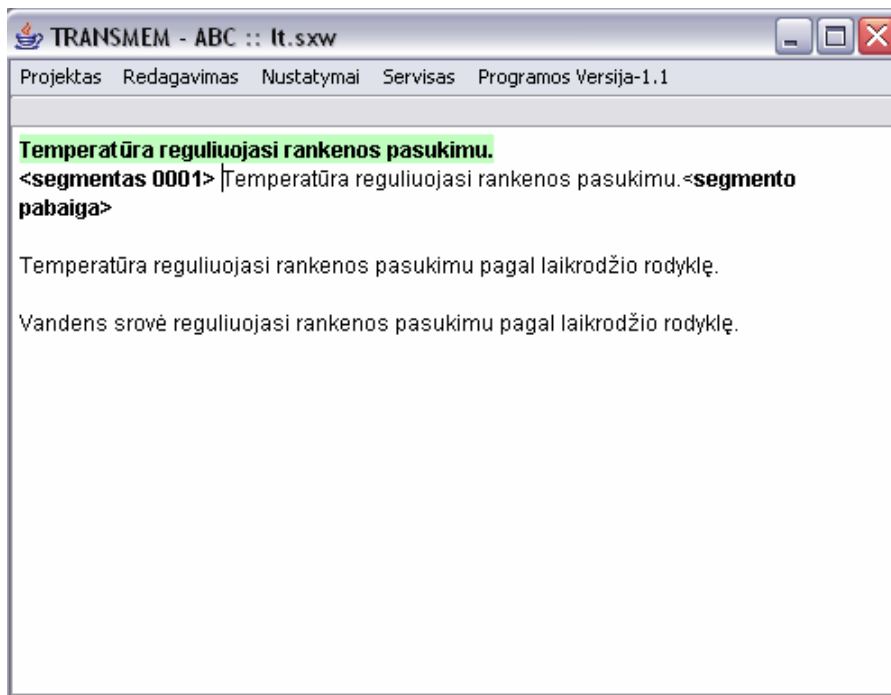 TRANSMEM - ABC :: lt.sxw
Projektas Redagavimas Nustatymai Servisas Programos Versija-1.1
Temperatūra reguliuojasi rankenos pasukimu.
<segmentas 0001> Temperatūra reguliuojasi rankenos pasukimu.<segmento
pabaiga>
Temperatūra reguliuojasi rankenos pasukimu pagal laikrodžio rodyklę.
Vandens srovė reguliuojasi rankenos pasukimu pagal laikrodžio rodyklę.